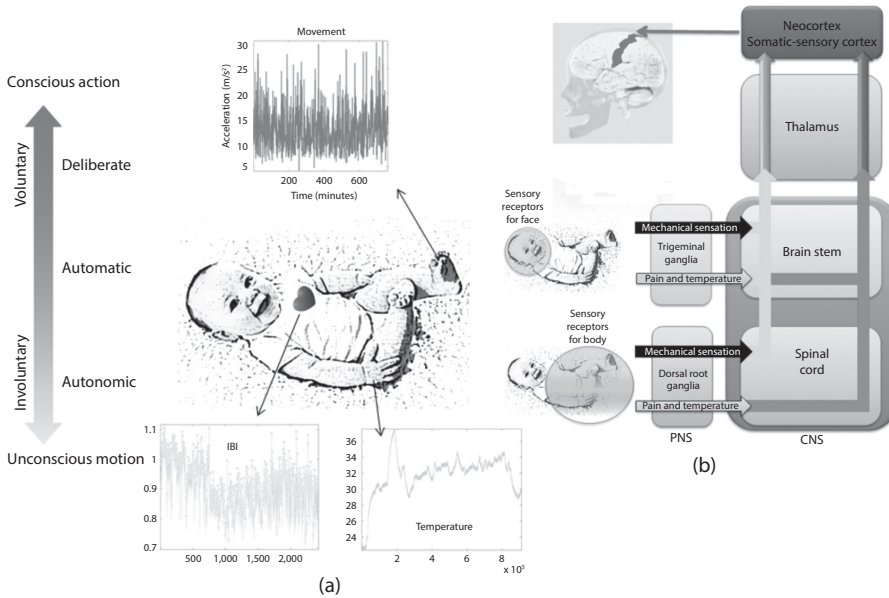 Movement
Acceleration (m/s²)
30
25
20
15
10
5
200
400
600
Time (minutes)
Conscious action
Voluntary
Deliberate
Automatic
Involuntary
Autonomic
Unconscious motion
1.1
1
0.9
0.8
0.7
IBI
500
1,000
1,500
2,000
36
34
32
30
28
26
24
Temperature
2
4
6
8
x 10⁵
(a)
Neocortex
Somatic-sensory cortex
Thalamus
Sensory
receptors
for face
Mechanical sensation
Trigeminal
ganglia
Pain and temperature
Brain stem
Sensory
receptors
for body
Mechanical sensation
Dorsal root
ganglia
Pain and temperature
Spinal
cord
PNS
CNS
(b)